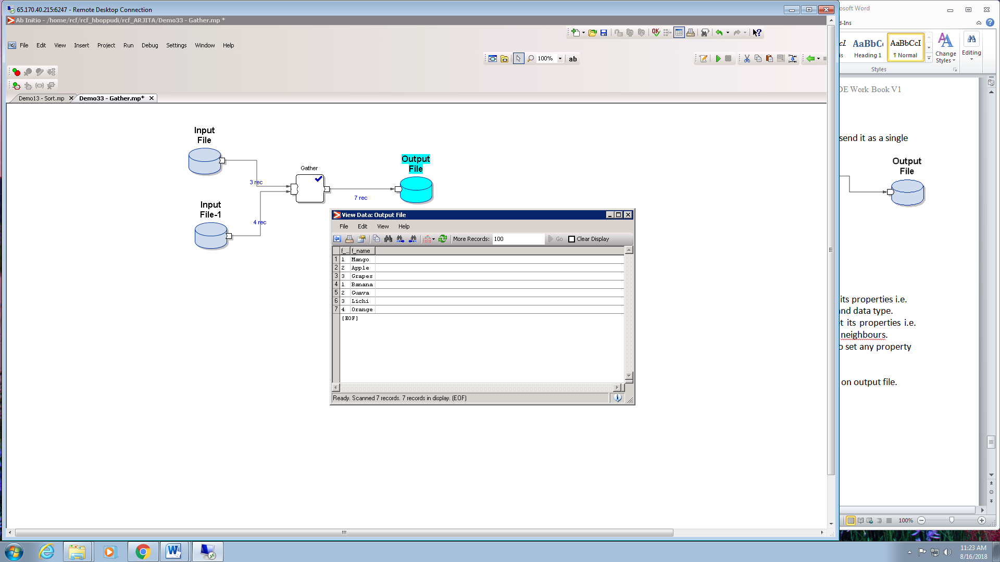 65.170.40.215:6247 - Remote Desktop Connection
Ab Initio - /home/rcf/rcf_hboppudi/rcf_ARJITA/Demo33 - Gather.mp *
File Edit View Insert Project Run Debug Settings Window Help
100%
ab
Demo13 - Sort.mp
Demo33 - Gather.mp*
Input
File
3 rec
Input
File-1
4 rec
Gather
7 rec
Output
File
View Data: Output File
File Edit View Help
More Records: 100 Go Clear Display
f_... f_name
1 1 Mango
2 2 Apple
3 3 Grapes
4 1 Banana
5 2 Guava
6 3 Lichi
7 4 Orange
[EOF]
Ready. Scanned 7 records. 7 records in display. (EOF)
osoft Word
d-Ins
AaBbC AaBbCcI
Heading 1 ¶ Normal
Change
Styles
Editing
Styles
DE Work Book V1
send it as a single
Output
File
its properties i.e.
nd data type.
t its properties i.e.
neighbours.
o set any property
on output file.
100%
11:23 AM
8/16/2018